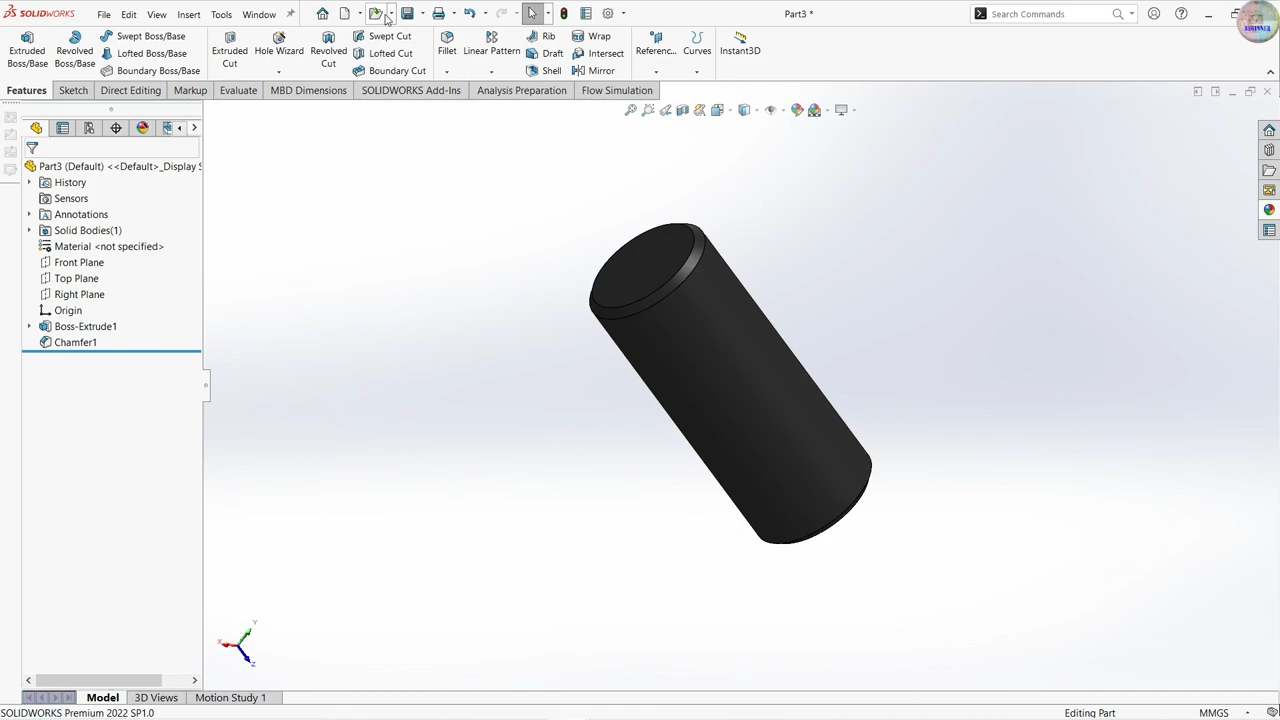 SOLIDWORKS File Edit View Insert Tools Window Part3 * Search Commands
Extruded Boss/Base
Revolved Boss/Base
Swept Boss/Base
Lofted Boss/Base
Boundary Boss/Base
Extruded Cut
Hole Wizard
Revolved Cut
Swept Cut
Lofted Cut
Boundary Cut
Fillet
Linear Pattern
Rib
Draft
Shell
Wrap
Intersect
Mirror
Referenc...
Curves
Instant3D
Features Sketch Direct Editing Markup Evaluate MBD Dimensions SOLIDWORKS Add-Ins Analysis Preparation Flow Simulation
Part3 (Default) <<Default>_Display S
History
Sensors
Annotations
Solid Bodies(1)
Material <not specified>
Front Plane
Top Plane
Right Plane
Origin
Boss-Extrude1
Chamfer1
Y
X
Z
Model 3D Views Motion Study 1
SOLIDWORKS Premium 2022 SP1.0 Editing Part MMGS
BEGINNER